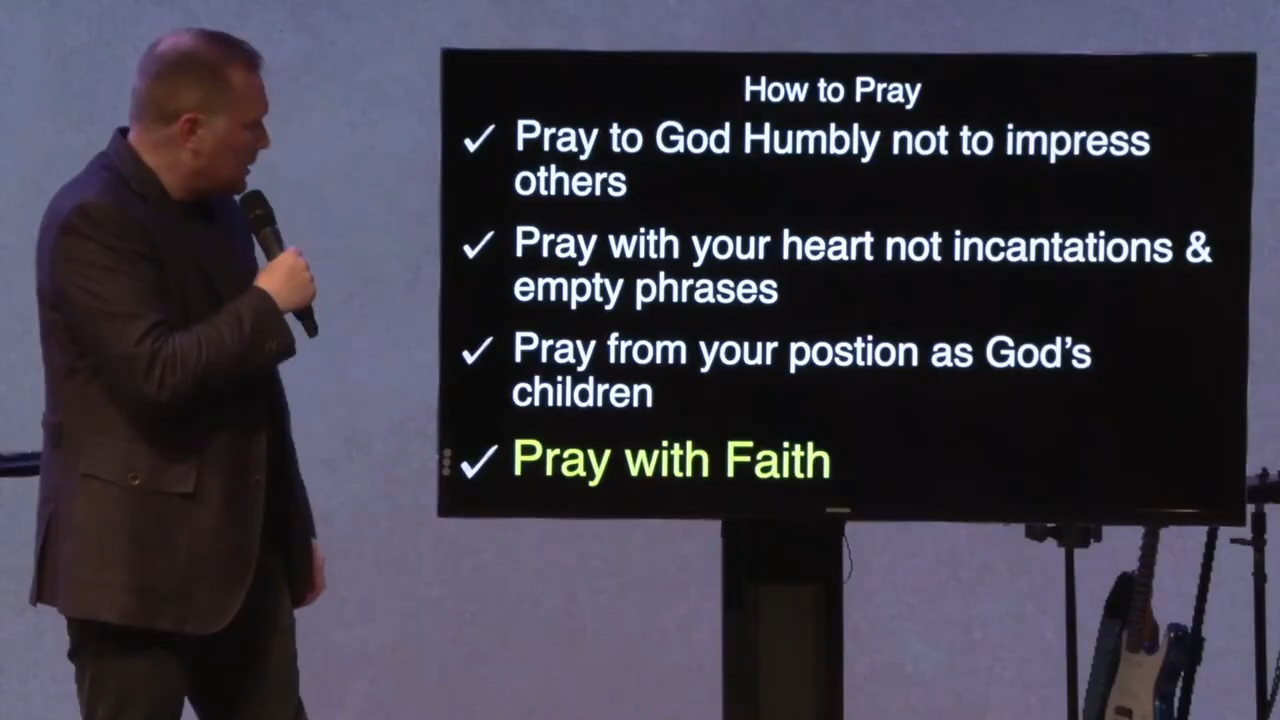 How to Pray
✓ Pray to God Humbly not to impress
others
✓ Pray with your heart not incantations &
empty phrases
✓ Pray from your postion as God’s
children
✓ Pray with Faith